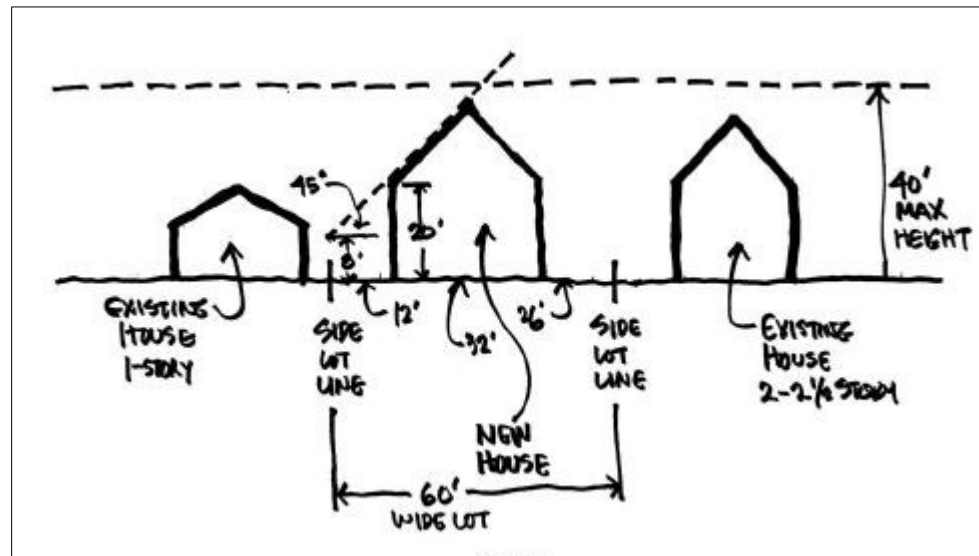 45°
8'
20'
40'
MAX
HEIGHT
EXISTING
HOUSE
1-STORY
SIDE
LOT
LINE
12'
32'
26'
SIDE
LOT
LINE
EXISTING
HOUSE
2-2½ STORY
NEW
HOUSE
60'
WIDE LOT